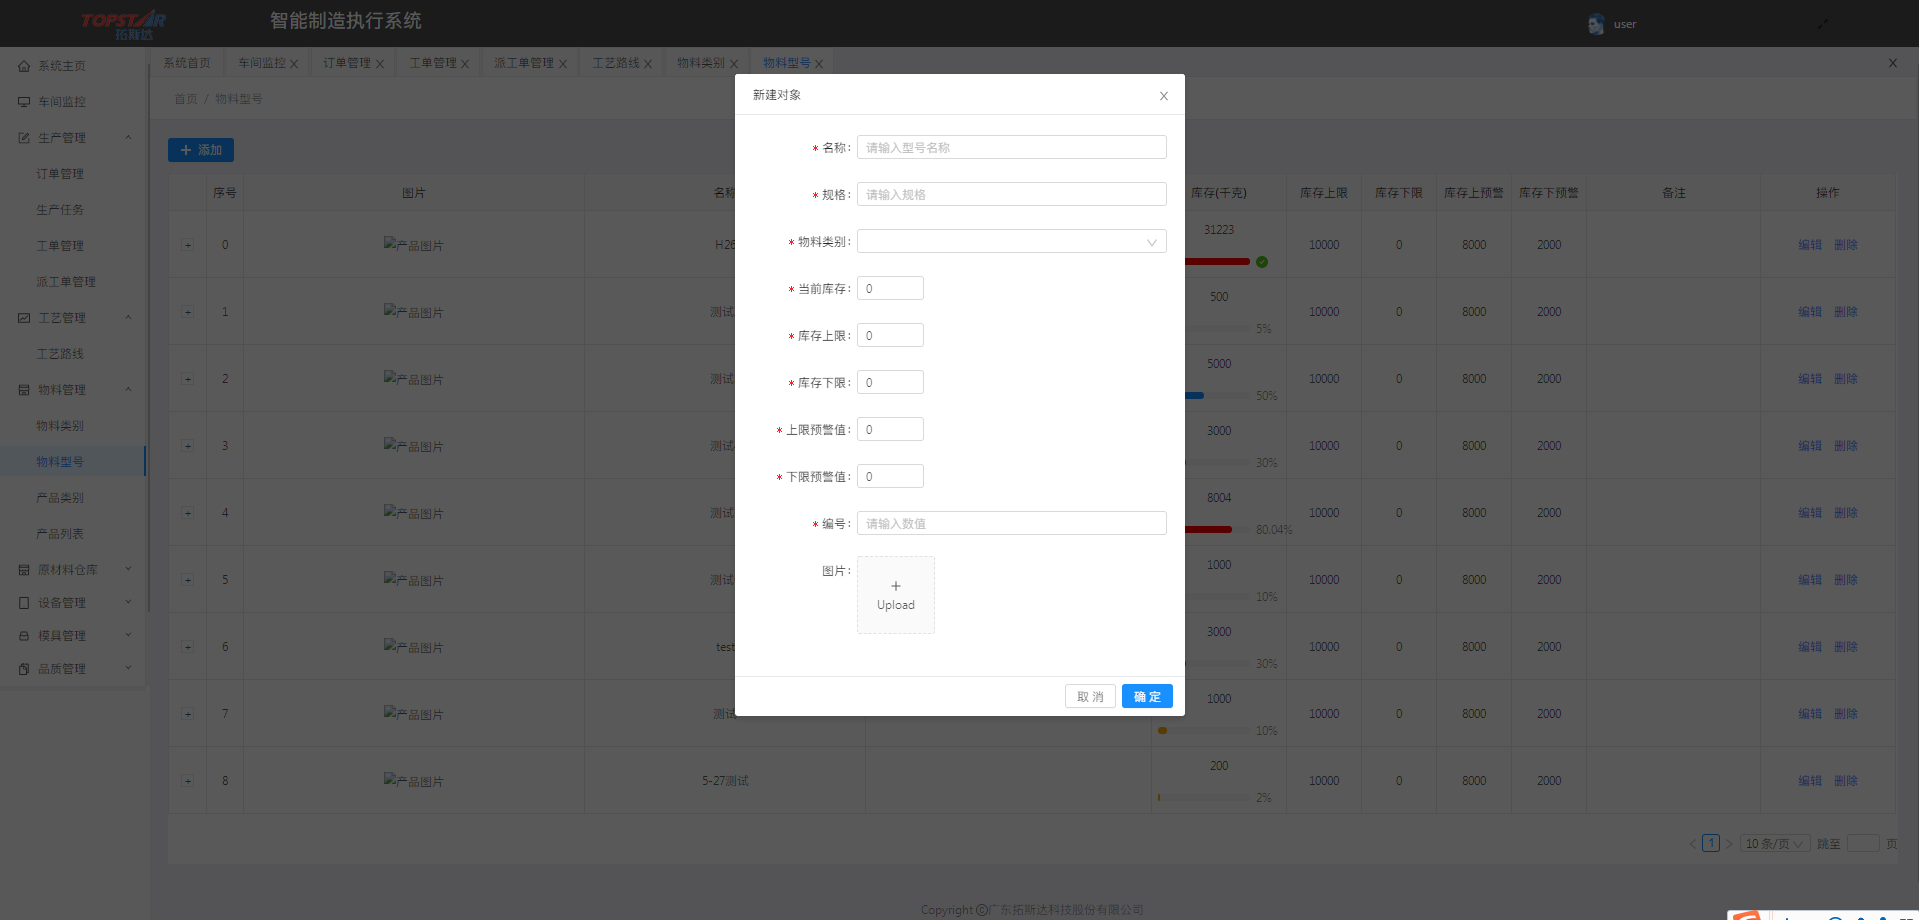 TOPSTAR
拓斯达
智能制造执行系统
user
系统主页
车间监控
生产管理
订单管理
生产任务
工单管理
派工单管理
工艺管理
工艺路线
物料管理
物料类别
物料型号
产品类别
产品列表
原材料仓库
设备管理
模具管理
品质管理
系统首页 车间监控 订单管理 工单管理 派工单管理 工艺路线 物料类别 物料型号
首页 / 物料型号
+ 添加
序号 图片 名称 库存(千克) 库存上限 库存下限 库存上预警 库存下预警 备注 操作
0 产品图片 H26 31223 10000 0 8000 2000 编辑 删除
1 产品图片 测试 500 5% 10000 0 8000 2000 编辑 删除
2 产品图片 测试 5000 50% 10000 0 8000 2000 编辑 删除
3 产品图片 测试 3000 30% 10000 0 8000 2000 编辑 删除
4 产品图片 测试 8004 80.04% 10000 0 8000 2000 编辑 删除
5 产品图片 测试 1000 10% 10000 0 8000 2000 编辑 删除
6 产品图片 test 3000 30% 10000 0 8000 2000 编辑 删除
7 产品图片 测试 1000 10% 10000 0 8000 2000 编辑 删除
8 产品图片 5-27测试 200 2% 10000 0 8000 2000 编辑 删除
1 10 条/页 跳至 页
Copyright ©广东拓斯达科技股份有限公司
新建对象
* 名称: 请输入型号名称
* 规格: 请输入规格
* 物料类别:
* 当前库存: 0
* 库存上限: 0
* 库存下限: 0
* 上限预警值: 0
* 下限预警值: 0
* 编号: 请输入数值
图片:
+
Upload
取 消 确 定